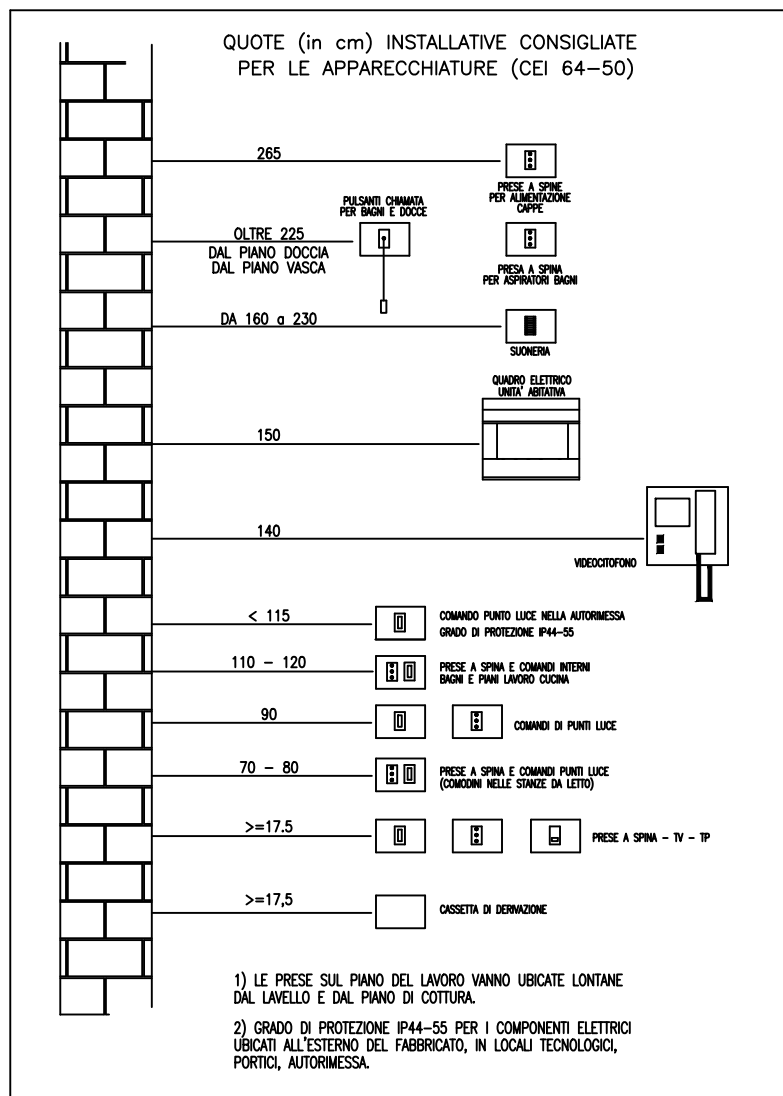 QUOTE (in cm) INSTALLATIVE CONSIGLIATE
PER LE APPARECCHIATURE (CEI 64-50)
265
PRESE A SPINE
PER ALIMENTAZIONE
CAPPE
PULSANTI CHIAMATA
PER BAGNI E DOCCE
OLTRE 225
DAL PIANO DOCCIA
DAL PIANO VASCA
PRESA A SPINA
PER ASPIRATORI BAGNI
DA 160 a 230
SUONERIA
QUADRO ELETTRICO
UNITA' ABITATIVA
150
140
VIDEOCITOFONO
< 115
COMANDO PUNTO LUCE NELLA AUTORIMESSA
GRADO DI PROTEZIONE IP44-55
110 - 120
PRESE A SPINA E COMANDI INTERNI
BAGNI E PIANI LAVORO CUCINA
90
COMANDI DI PUNTI LUCE
70 - 80
PRESE A SPINA E COMANDI PUNTI LUCE
(COMODINI NELLE STANZE DA LETTO)
>=17.5
PRESE A SPINA - TV - TP
>=17,5
CASSETTA DI DERIVAZIONE
1) LE PRESE SUL PIANO DEL LAVORO VANNO UBICATE LONTANE
DAL LAVELLO E DAL PIANO DI COTTURA.
2) GRADO DI PROTEZIONE IP44-55 PER I COMPONENTI ELETTRICI
UBICATI ALL'ESTERNO DEL FABBRICATO, IN LOCALI TECNOLOGICI,
PORTICI, AUTORIMESSA.